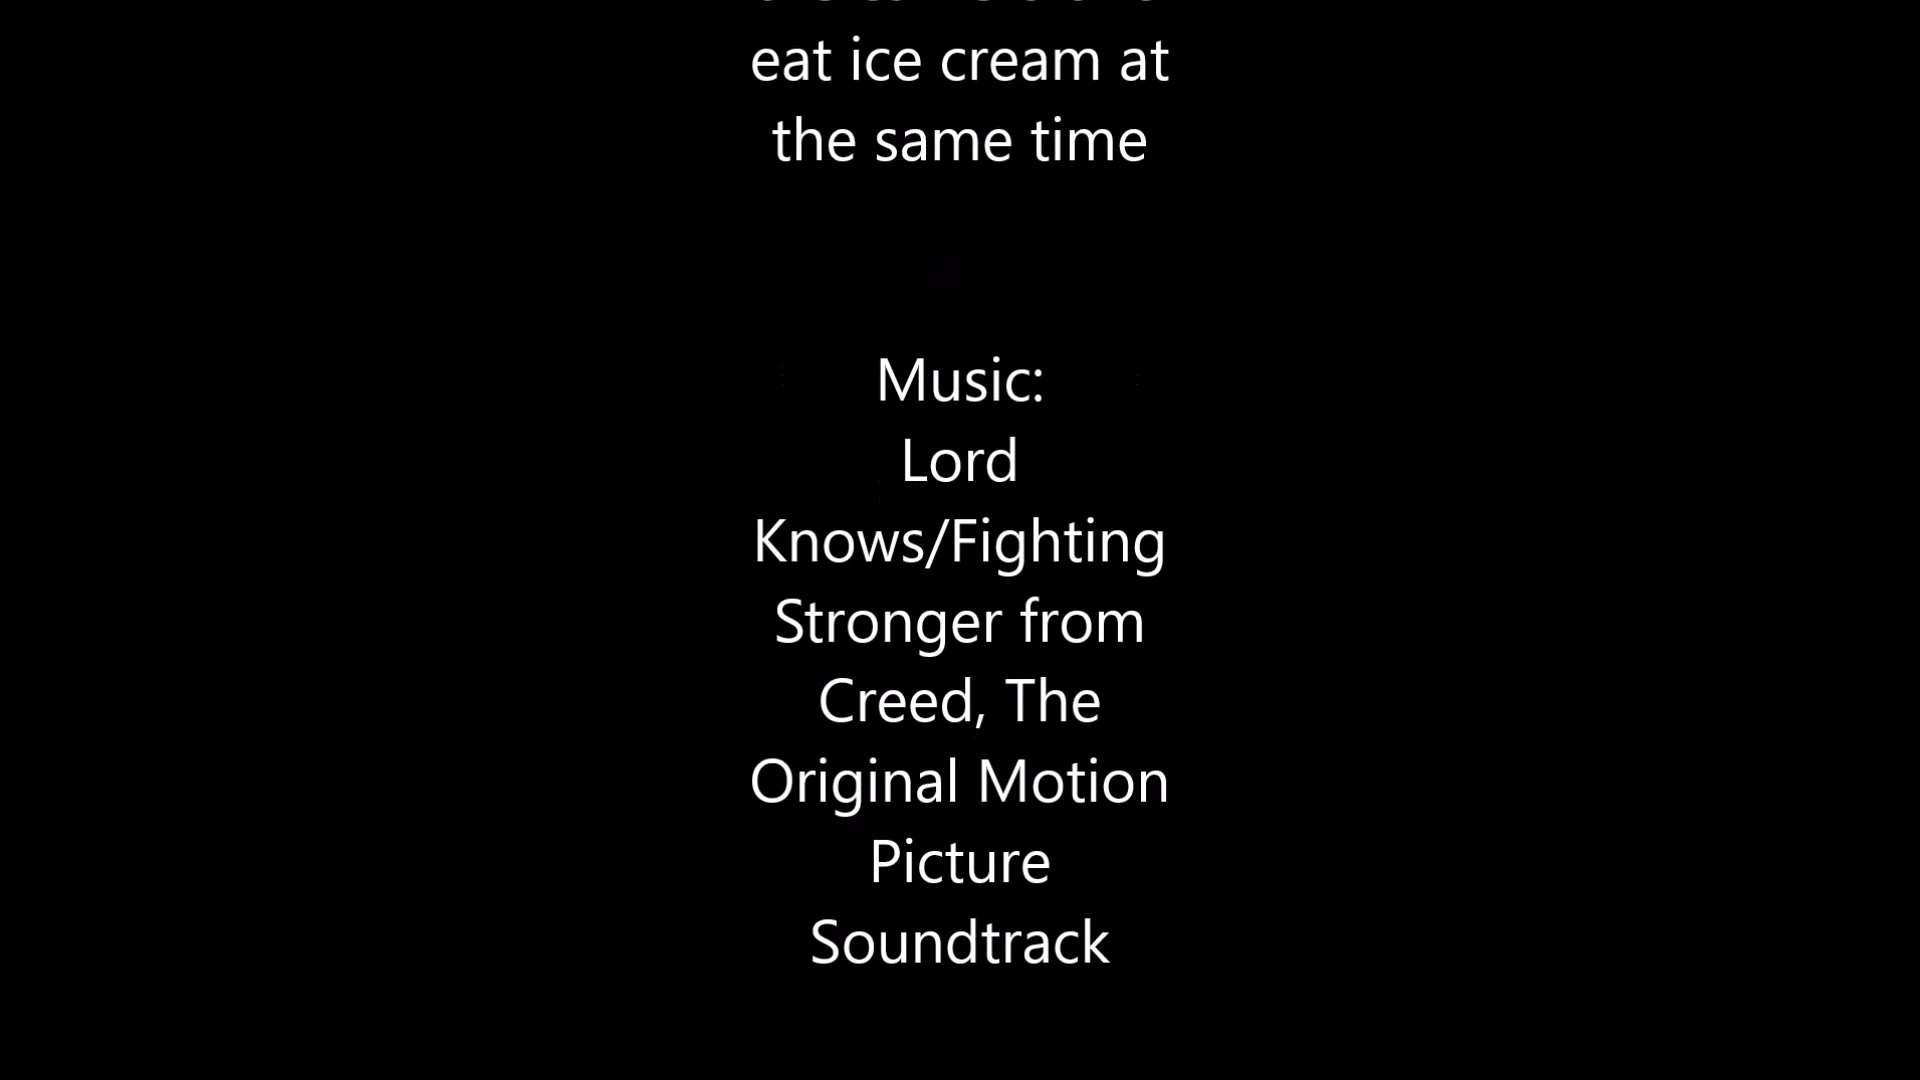 eat ice cream at
the same time
Music:
Lord
Knows/Fighting
Stronger from
Creed, The
Original Motion
Picture
Soundtrack